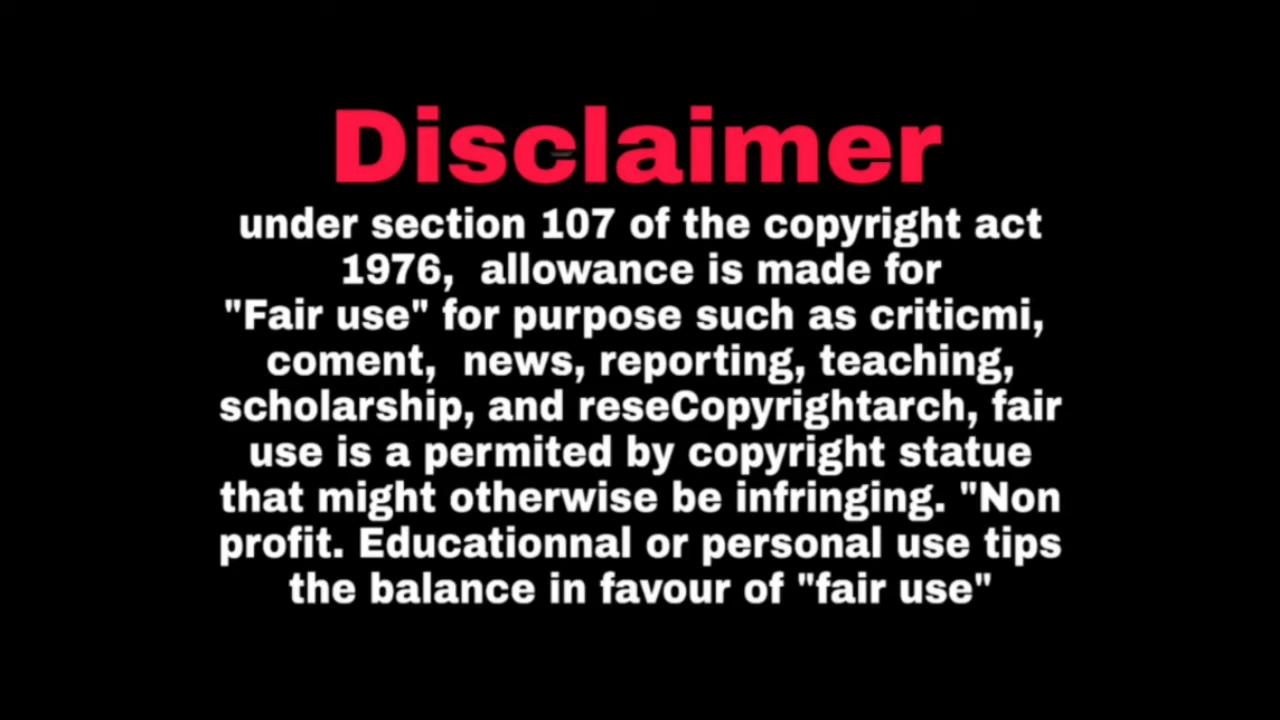 Disclaimer
under section 107 of the copyright act
1976,  allowance is made for
"Fair use" for purpose such as criticmi,
coment,  news, reporting, teaching,
scholarship, and reseCopyrightarch, fair
use is a permited by copyright statue
that might otherwise be infringing. "Non
profit. Educationnal or personal use tips
the balance in favour of "fair use"